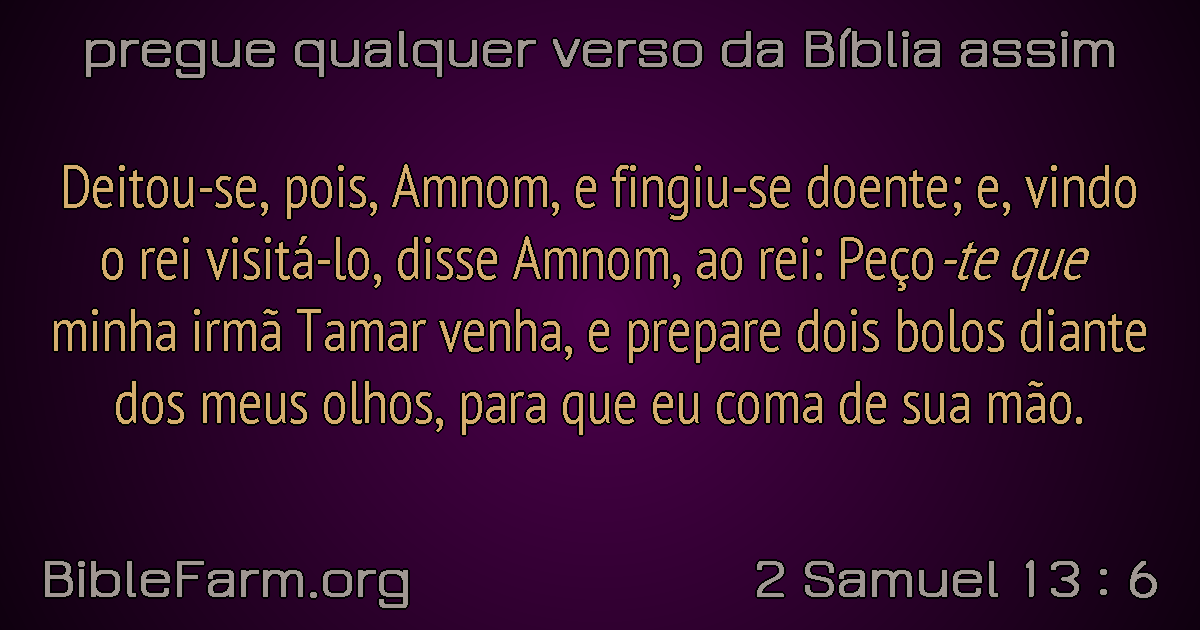 pregue qualquer verso da Bíblia assim
Deitou-se, pois, Amnom, e fingiu-se doente; e, vindo
o rei visitá-lo, disse Amnom, ao rei: Peço-te que
minha irmã Tamar venha, e prepare dois bolos diante
dos meus olhos, para que eu coma de sua mão.
BibleFarm.org
2 Samuel 13 : 6